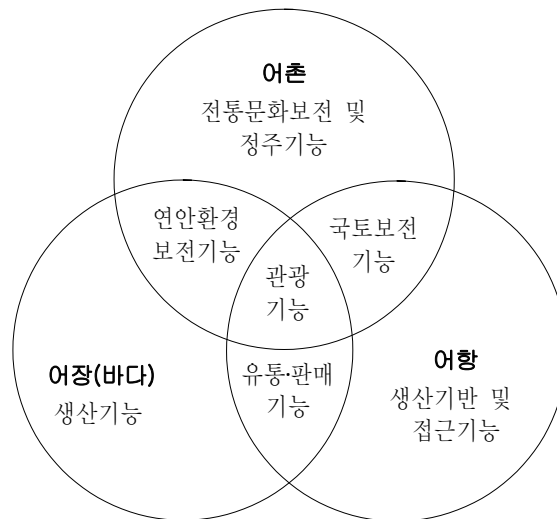 어촌
전통문화보전 및
정주기능
연안환경
보전기능
국토보전
기능
관광
기능
어장(바다)
생산기능
유통·판매
기능
어항
생산기반 및
접근기능